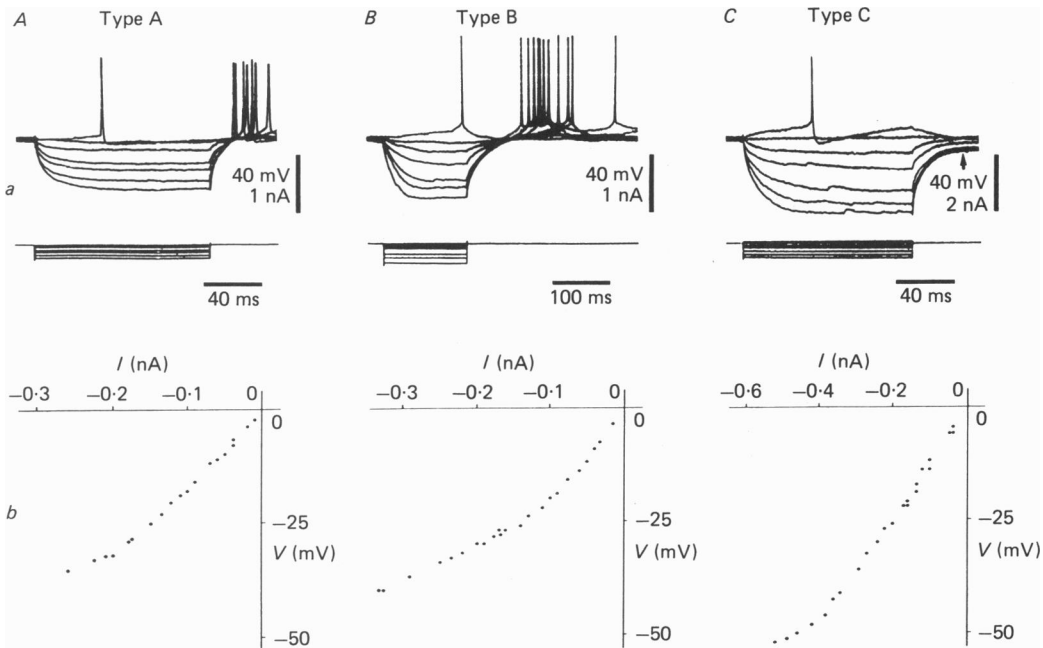 A Type A
B Type B
C Type C
a
40 mV
1 nA
40 mV
1 nA
40 mV
2 nA
40 ms
100 ms
40 ms
b
I (nA)
−0·3 −0·2 −0·1 0
0
−25
V (mV)
−50
I (nA)
−0·3 −0·2 −0·1 0
0
−25
V (mV)
−50
I (nA)
−0·6 −0·4 −0·2 0
0
−25
V (mV)
−50